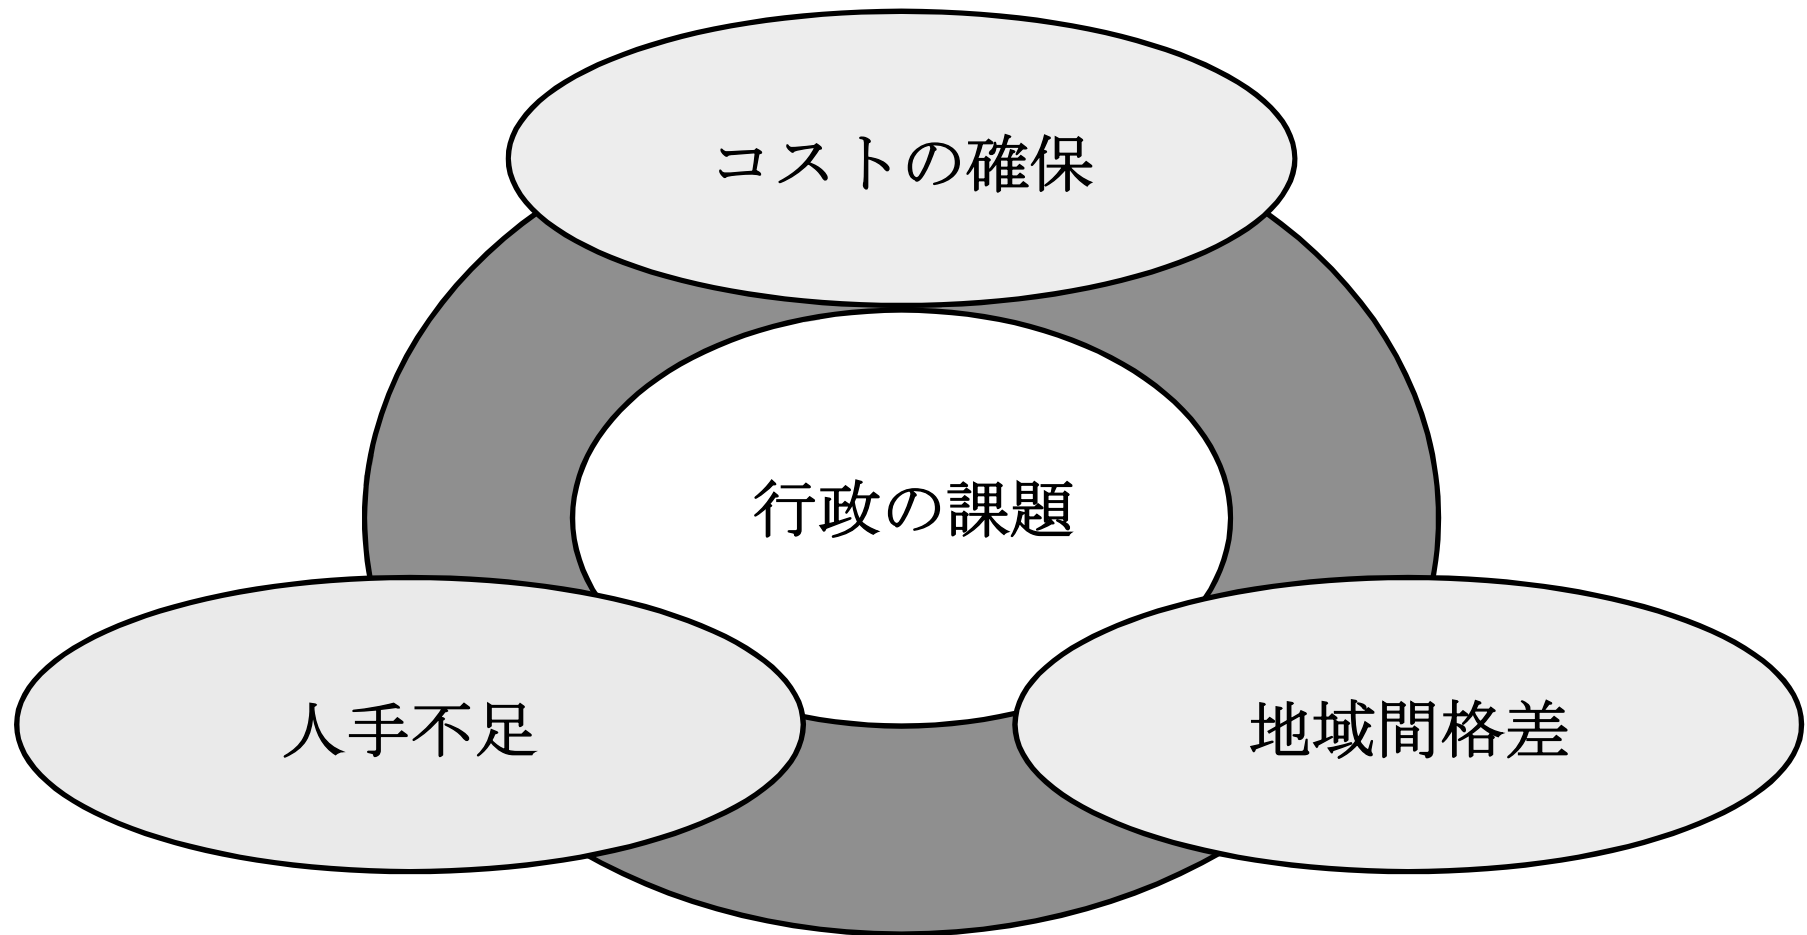 コストの確保
行政の課題
人手不足
地域間格差